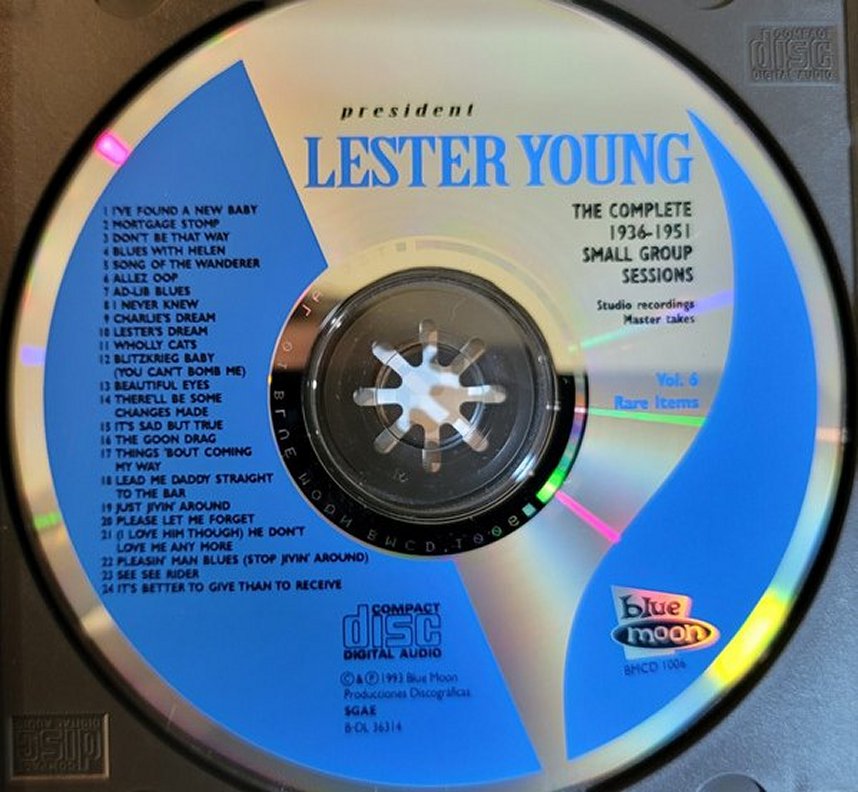 COMPACT
disc
DIGITAL AUDIO
president
LESTER YOUNG
THE COMPLETE
1936-1951
SMALL GROUP
SESSIONS
Studio recordings
Master takes
Vol. 6
Rare Items
1 I'VE FOUND A NEW BABY
2 MORTGAGE STOMP
3 DON'T BE THAT WAY
4 BLUES WITH HELEN
5 SONG OF THE WANDERER
6 ALLEZ OOP
7 AD-LIB BLUES
8 I NEVER KNEW
9 CHARLIE'S DREAM
10 LESTER'S DREAM
11 WHOLLY CATS
12 BLITZKRIEG BABY
(YOU CAN'T BOMB ME)
13 BEAUTIFUL EYES
14 THERE'LL BE SOME
CHANGES MADE
15 IT'S SAD BUT TRUE
16 THE GOON DRAG
17 THINGS 'BOUT COMING
MY WAY
18 LEAD ME DADDY STRAIGHT
TO THE BAR
19 JUST JIVIN' AROUND
20 PLEASE LET ME FORGET
21 (I LOVE HIM THOUGH) HE DON'T
LOVE ME ANY MORE
22 PLEASIN' MAN BLUES (STOP JIVIN' AROUND)
23 SEE SEE RIDER
24 IT'S BETTER TO GIVE THAN TO RECEIVE
BLUE MOON BMCD.1006
COMPACT
disc
DIGITAL AUDIO
© & ℗ 1993 Blue Moon
Producciones Discográficas
SGAE
B-DL 36314
blue
moon
BMCD 1006
COMPACT
disc
DIGITAL AUDIO